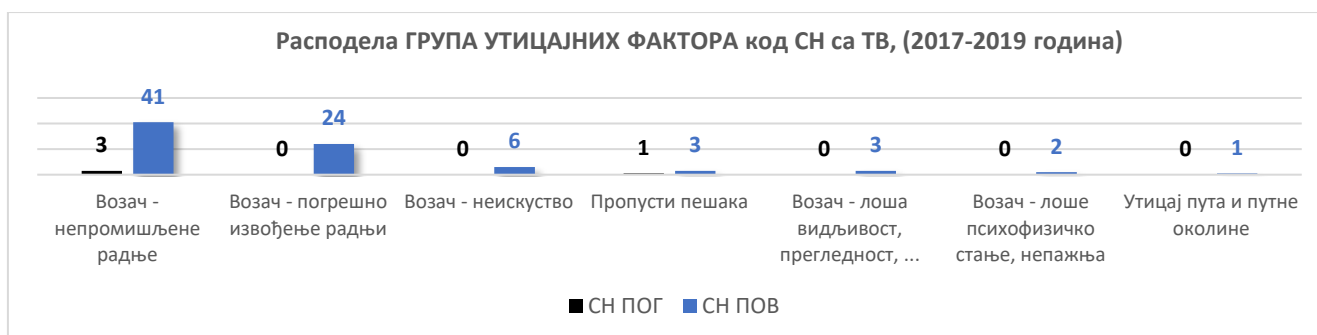 Расподела ГРУПА УТИЦАЈНИХ ФАКТОРА код СН са ТВ, (2017-2019 година)
3 41 0 24 0 6 1 3 0 3 0 2 0 1
Возач - непромишљене радње
Возач - погрешно извођење радњи
Возач - неискуство
Пропусти пешака
Возач - лоша видљивост, прегледност, ...
Возач - лоше психофизичко стање, непажња
Утицај пута и путне околине
СН ПОГ СН ПОВ